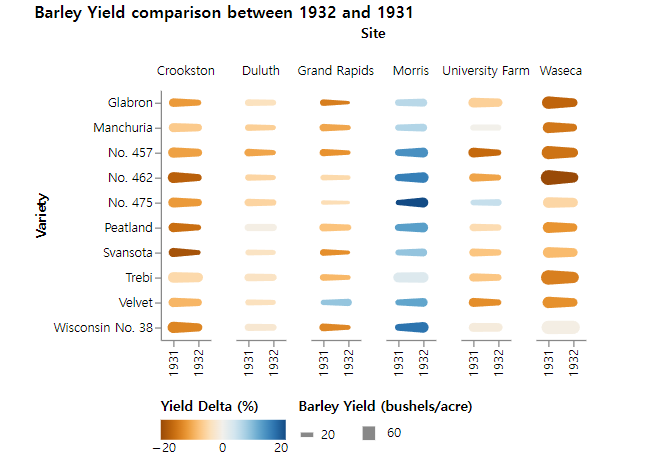 Barley Yield comparison between 1932 and 1931
Site
Crookston Duluth Grand Rapids Morris University Farm Waseca
Variety
Glabron
Manchuria
No. 457
No. 462
No. 475
Peatland
Svansota
Trebi
Velvet
Wisconsin No. 38
1931 1932 1931 1932 1931 1932 1931 1932 1931 1932 1931 1932
Yield Delta (%) Barley Yield (bushels/acre)
20 60
−20 0 20